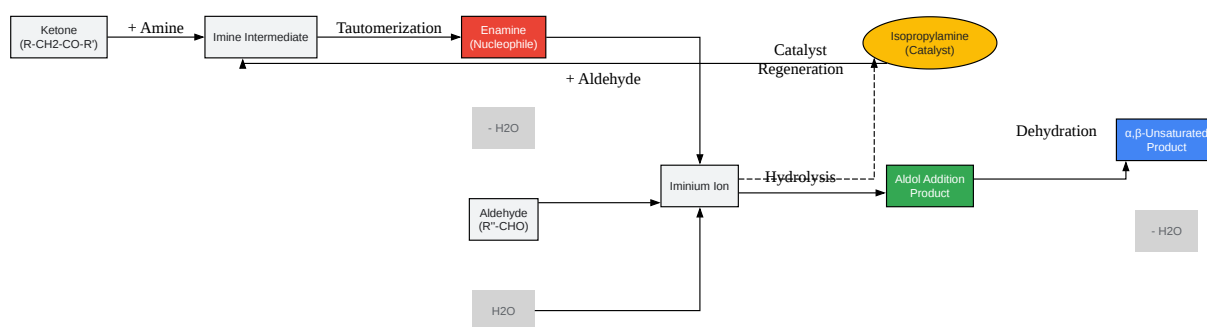 Ketone
(R-CH2-CO-R')
+ Amine
Imine Intermediate
Tautomerization
Enamine
(Nucleophile)
Isopropylamine
(Catalyst)
Catalyst
Regeneration
+ Aldehyde
- H2O
Dehydration
α,β-Unsaturated
Product
Iminium Ion
Hydrolysis
Aldol Addition
Product
Aldehyde
(R"-CHO)
- H2O
H2O